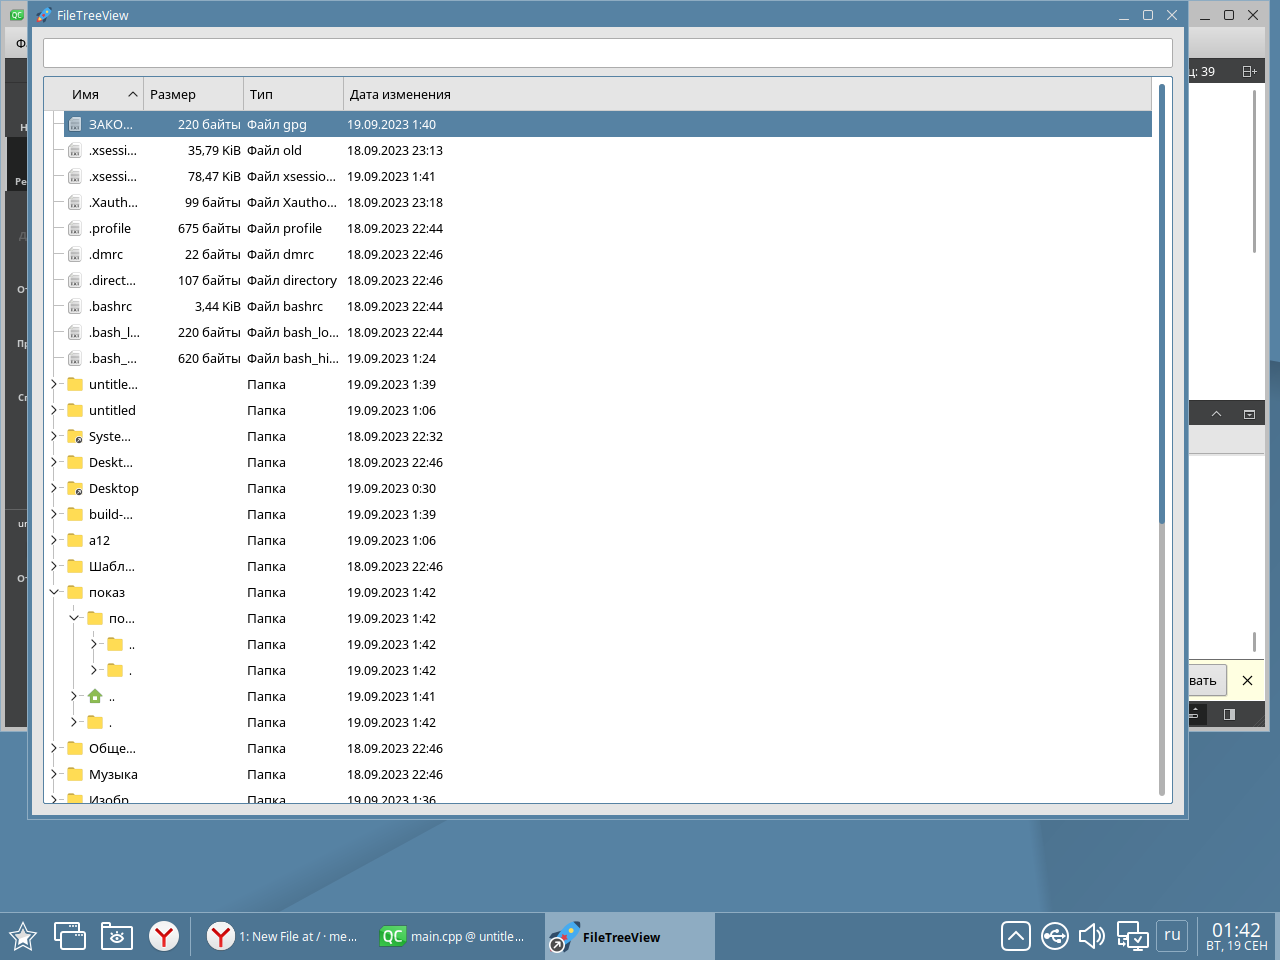 FileTreeView
Ф
ц: 39
Имя Размер Тип Дата изменения
ЗАКО... 220 байты Файл gpg 19.09.2023 1:40
.xsessi... 35,79 KiB Файл old 18.09.2023 23:13
.xsessi... 78,47 KiB Файл xsessio... 19.09.2023 1:41
.Xauth... 99 байты Файл Xautho... 18.09.2023 23:18
.profile 675 байты Файл profile 18.09.2023 22:44
.dmrc 22 байты Файл dmrc 18.09.2023 22:46
.direct... 107 байты Файл directory 18.09.2023 22:46
.bashrc 3,44 KiB Файл bashrc 18.09.2023 22:44
.bash_l... 220 байты Файл bash_lo... 18.09.2023 22:44
.bash_... 620 байты Файл bash_hi... 19.09.2023 1:24
untitle... Папка 19.09.2023 1:39
untitled Папка 19.09.2023 1:06
Syste... Папка 18.09.2023 22:32
Deskt... Папка 18.09.2023 22:46
Desktop Папка 19.09.2023 0:30
build-... Папка 19.09.2023 1:39
a12 Папка 19.09.2023 1:06
Шабл... Папка 18.09.2023 22:46
показ Папка 19.09.2023 1:42
по... Папка 19.09.2023 1:42
.. Папка 19.09.2023 1:42
. Папка 19.09.2023 1:42
.. Папка 19.09.2023 1:41
. Папка 19.09.2023 1:42
Обще... Папка 18.09.2023 22:46
Музыка Папка 18.09.2023 22:46
Изобр Папка 19.09.2023 1:36
вать
1: New File at / · me...
QC main.cpp @ untitle...
FileTreeView
ru
01:42
ВТ, 19 СЕН